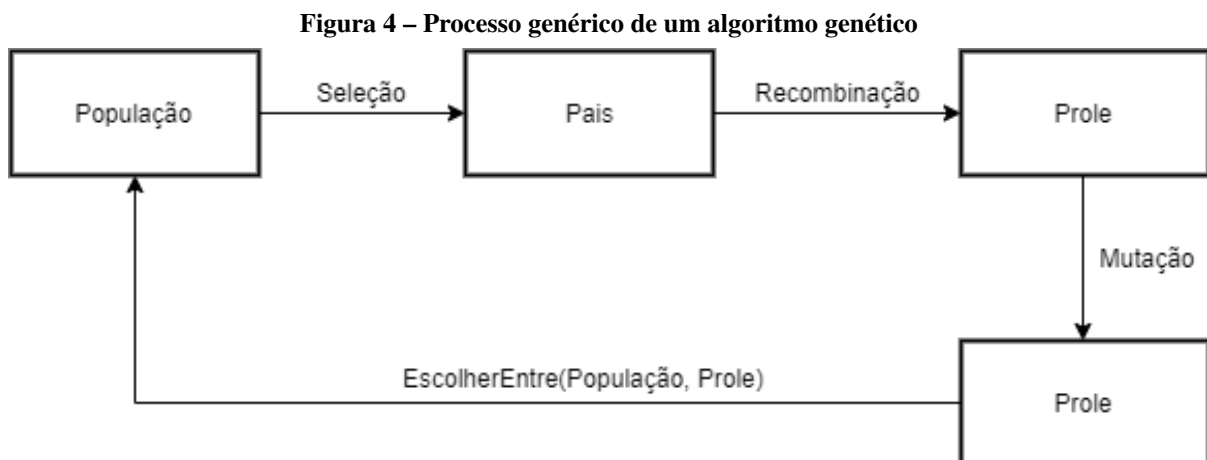 Figura 4 – Processo genérico de um algoritmo genético
População
Seleção
Pais
Recombinação
Prole
Mutação
EscolherEntre(População, Prole)
Prole